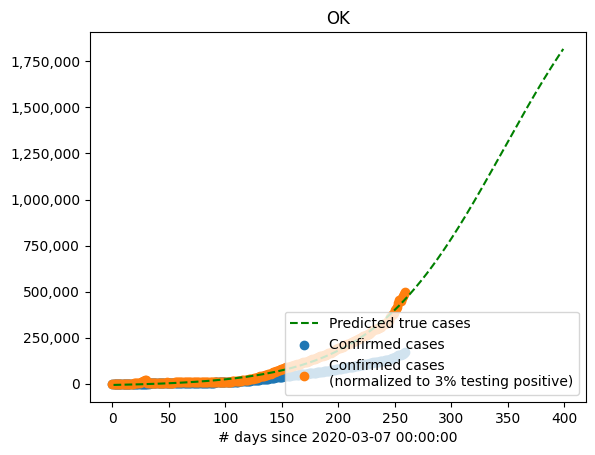 OK
1,750,000
1,500,000
1,250,000
1,000,000
750,000
500,000
250,000
0
Predicted true cases
Confirmed cases
Confirmed cases
(normalized to 3% testing positive)
0 50 100 150 200 250 300 350 400
# days since 2020-03-07 00:00:00